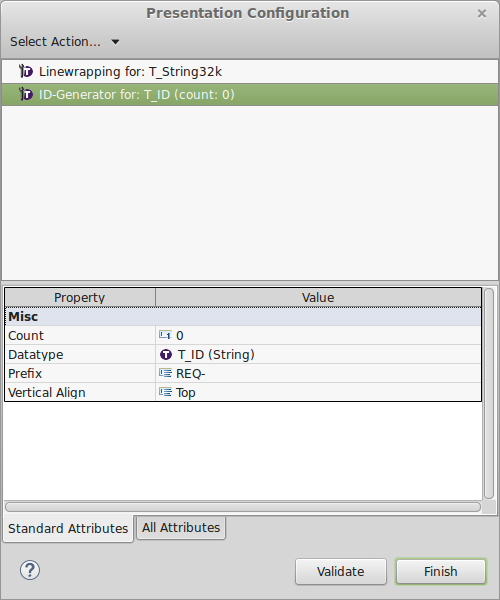 Presentation Configuration
Select Action...
Linewrapping for: T_String32k
ID-Generator for: T_ID (count: 0)
Property Value
Misc
Count 0
Datatype T_ID (String)
Prefix REQ-
Vertical Align Top
Standard Attributes All Attributes
Validate Finish